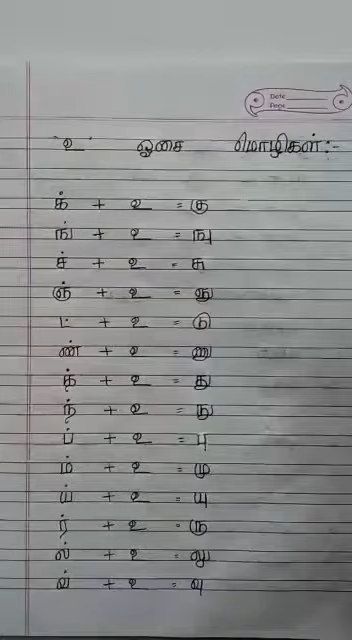 Date
Page
"உ" ஓசை மொழிகள் :-
க் + உ = கு
ங் + உ = ஙு
ச் + உ = சு
ஞ் + உ = ஞு
ட் + உ = டு
ண் + உ = ணு
த் + உ = து
ந் + உ = நு
ப் + உ = பு
ம் + உ = மு
ய் + உ = யு
ர் + உ = ரு
ல் + உ = லு
வ் + உ = வு